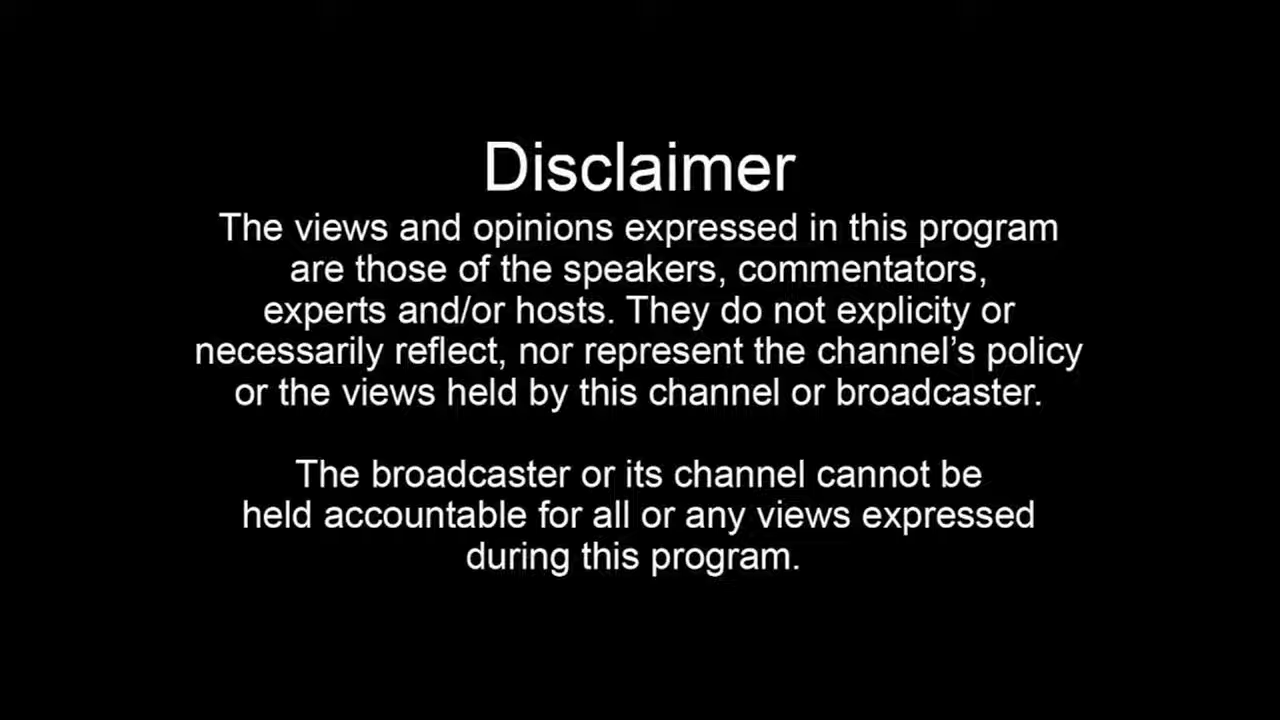 Disclaimer
The views and opinions expressed in this program
are those of the speakers, commentators,
experts and/or hosts. They do not explicity or
necessarily reflect, nor represent the channel’s policy
or the views held by this channel or broadcaster.
The broadcaster or its channel cannot be
held accountable for all or any views expressed
during this program.